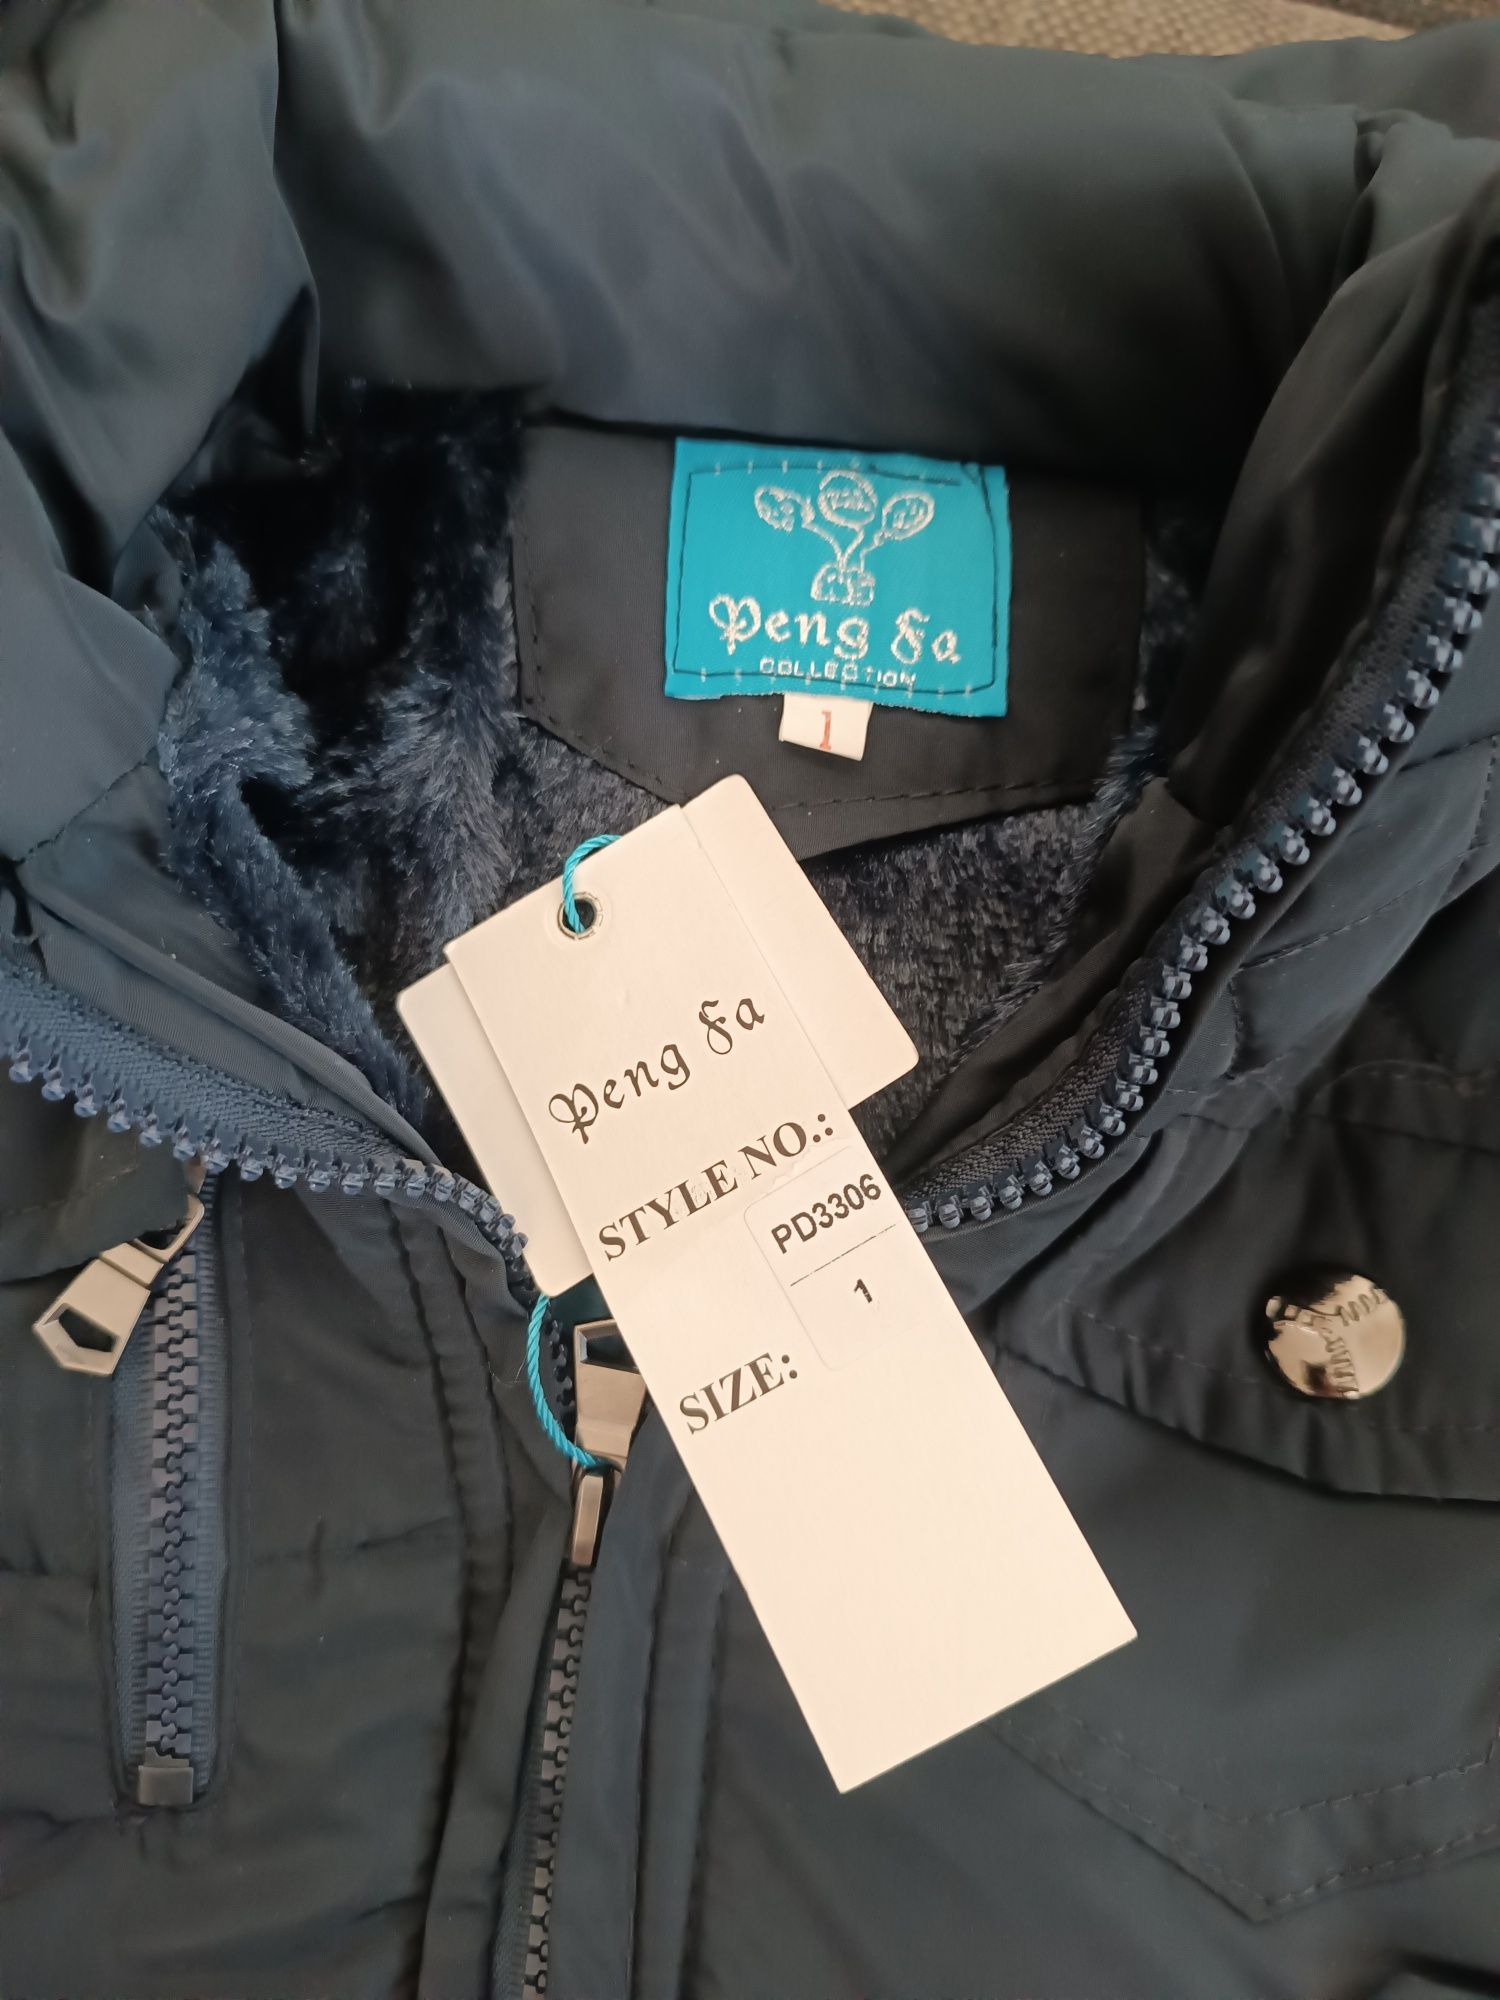 Peng Fa
COLLECTION
1
Peng Fa
STYLE NO.:
PD3306
1
SIZE: